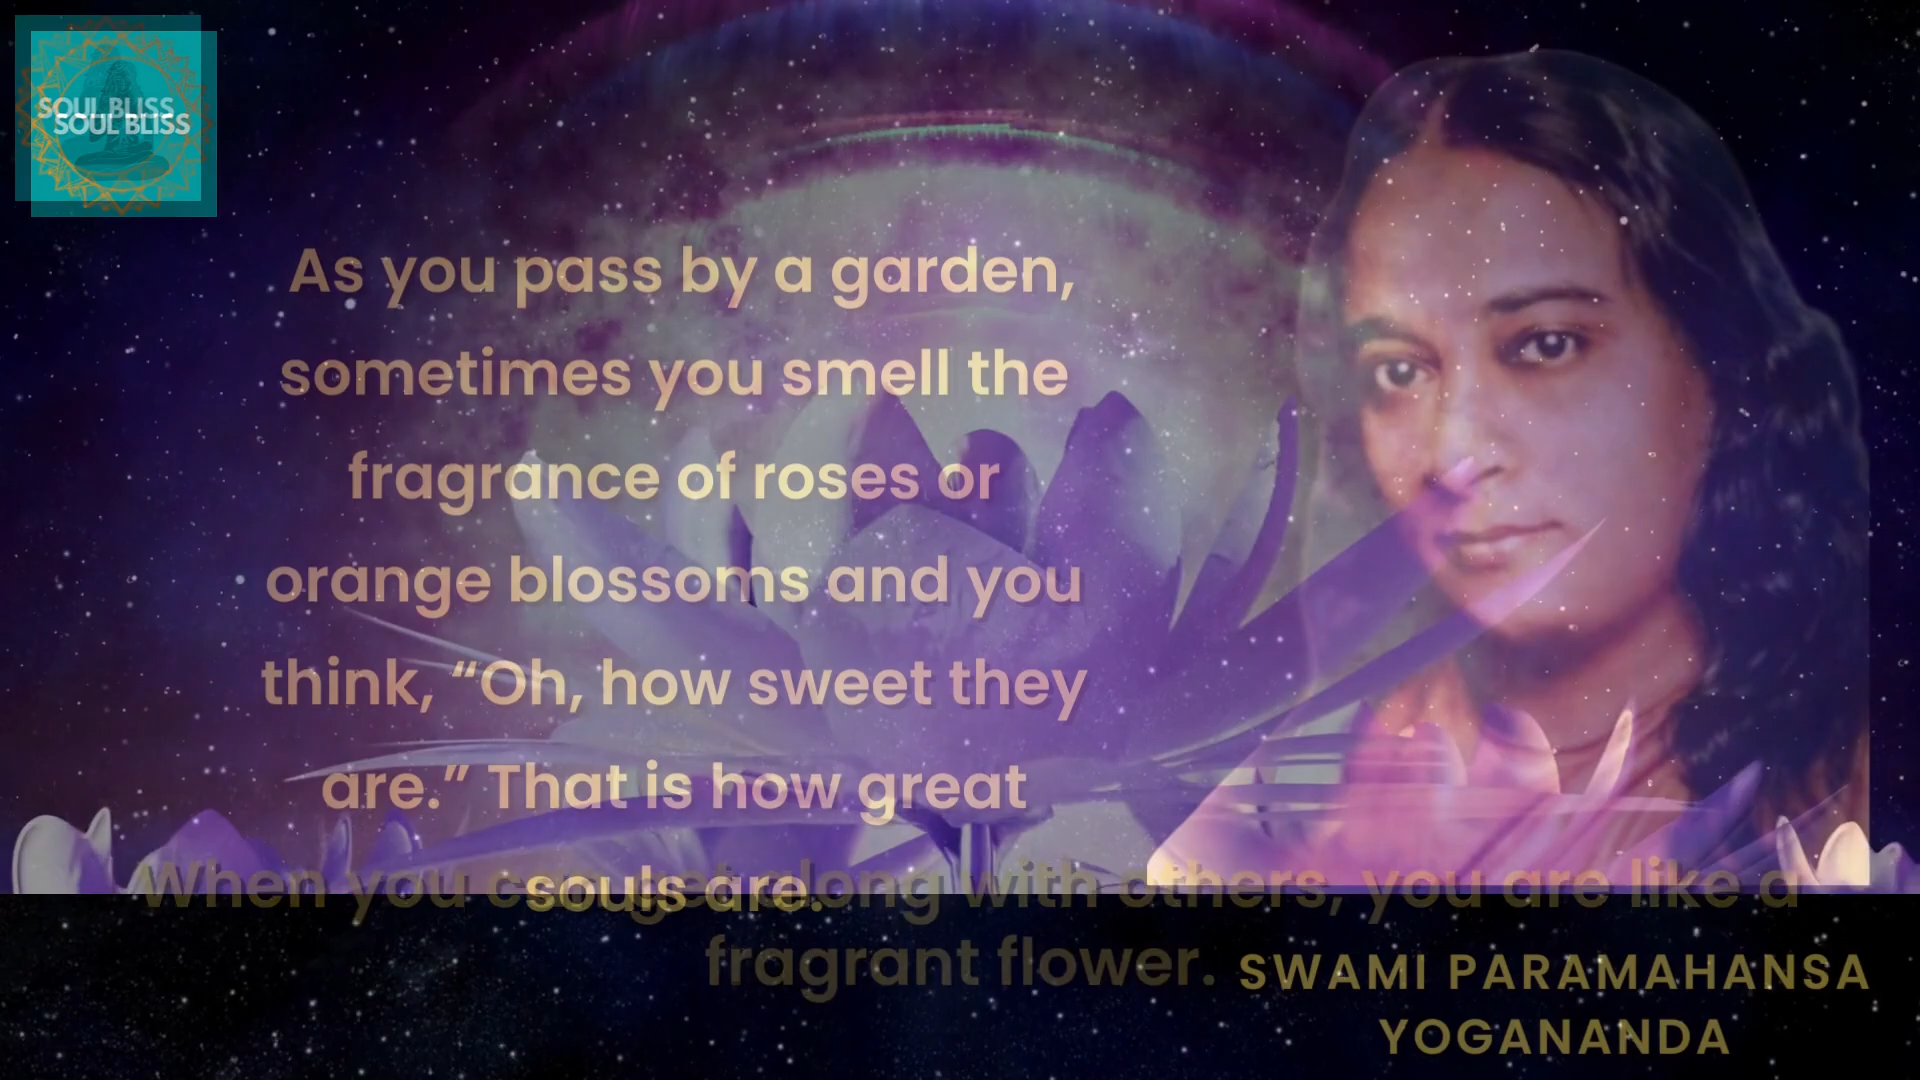 SOUL BLISS
SOUL BLISS
As you pass by a garden,
sometimes you smell the
fragrance of roses or
orange blossoms and you
think, “Oh, how sweet they
are.” That is how great
souls are.
When you can get along with others, you are like a
fragrant flower.
SWAMI PARAMAHANSA
YOGANANDA